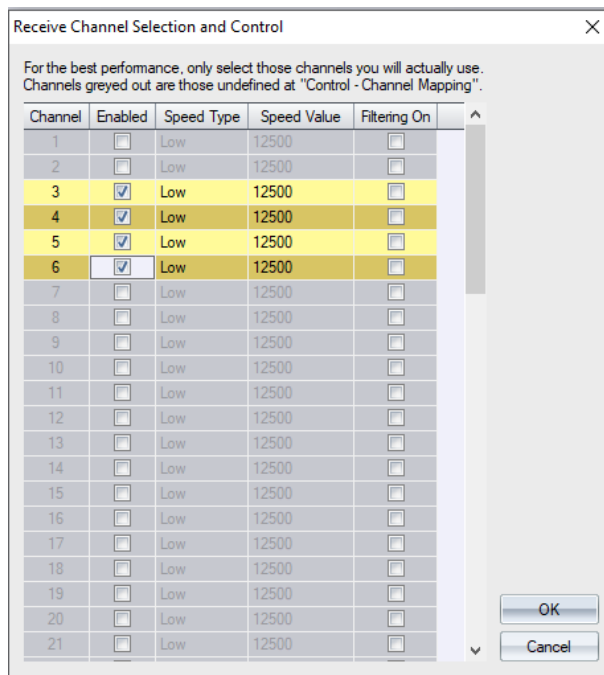 Receive Channel Selection and Control
For the best performance, only select those channels you will actually use.
Channels greyed out are those undefined at "Control - Channel Mapping".
Channel Enabled Speed Type Speed Value Filtering On
1 Low 12500
2 Low 12500
3 Low 12500
4 Low 12500
5 Low 12500
6 Low 12500
7 Low 12500
8 Low 12500
9 Low 12500
10 Low 12500
11 Low 12500
12 Low 12500
13 Low 12500
14 Low 12500
15 Low 12500
16 Low 12500
17 Low 12500
18 Low 12500
19 Low 12500
20 Low 12500
21 Low 12500
OK
Cancel